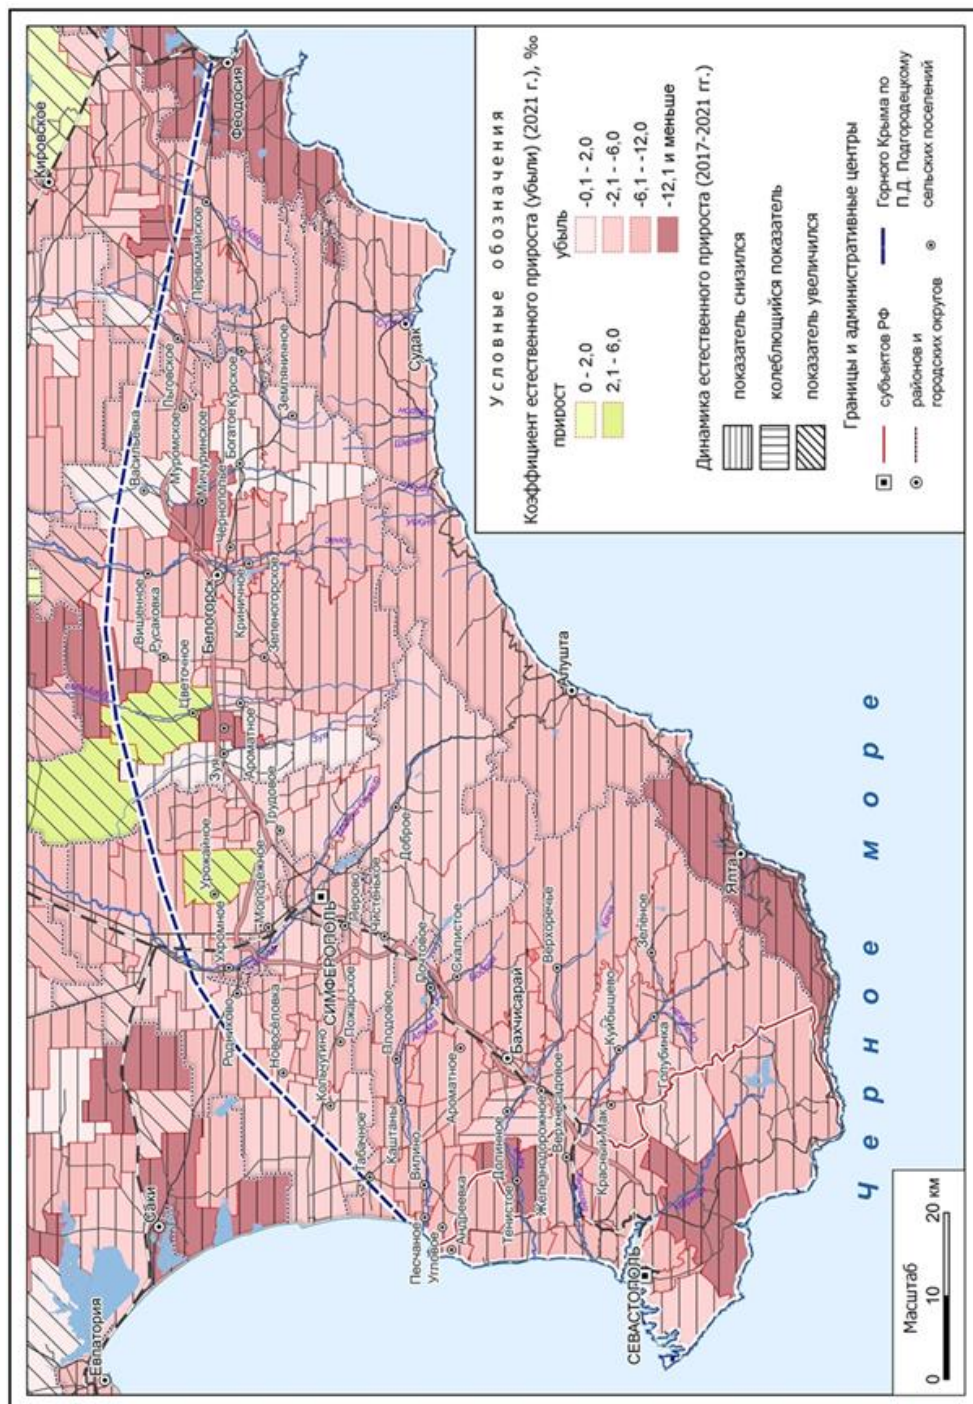 Кировское
Феодосия
Первомайское
Льговское
Муромское
Васильевка
Мичуринское
Курское
Богатое
Земляничное
Чернополье
Судак
Вишенное
Русаковка
Белогорск
Криничное
Зеленогорское
Цветочное
Зуя
Ароматное
Трудовое
Урожайное
Укромное
Молодёжное
СИМФЕРОПОЛЬ
Перово
Чистенькое
Доброе
Алушта
Родниково
Новосёловка
Кольчугино
Пожарское
Плодовое
Почтовое
Скалистое
Верхоречье
Зелёное
Ялта
Ароматное
Бахчисарай
Куйбышево
Голубинка
Табачное
Каштаны
Вилино
Песчаное
Угловое
Андреевка
Долинное
Тенистое
Железнодорожное
Верхнесадовое
Красный Мак
СЕВАСТОПОЛЬ
Саки
Евпатория
Черное море
Условные обозначения
Коэффициент естественного прироста (убыли) (2021 г.), ‰
прирост
0 - 2,0
2,1 - 6,0
убыль
-0,1 - 2,0
-2,1 - -6,0
-6,1 - -12,0
-12,1 и меньше
Динамика естественного прироста (2017-2021 гг.)
показатель снизился
колеблющийся показатель
показатель увеличился
Границы и административные центры
субъектов РФ
районов и
городских округов
Горного Крыма по
П.Д. Подгородецкому
сельских поселений
Масштаб
0 10 20 км